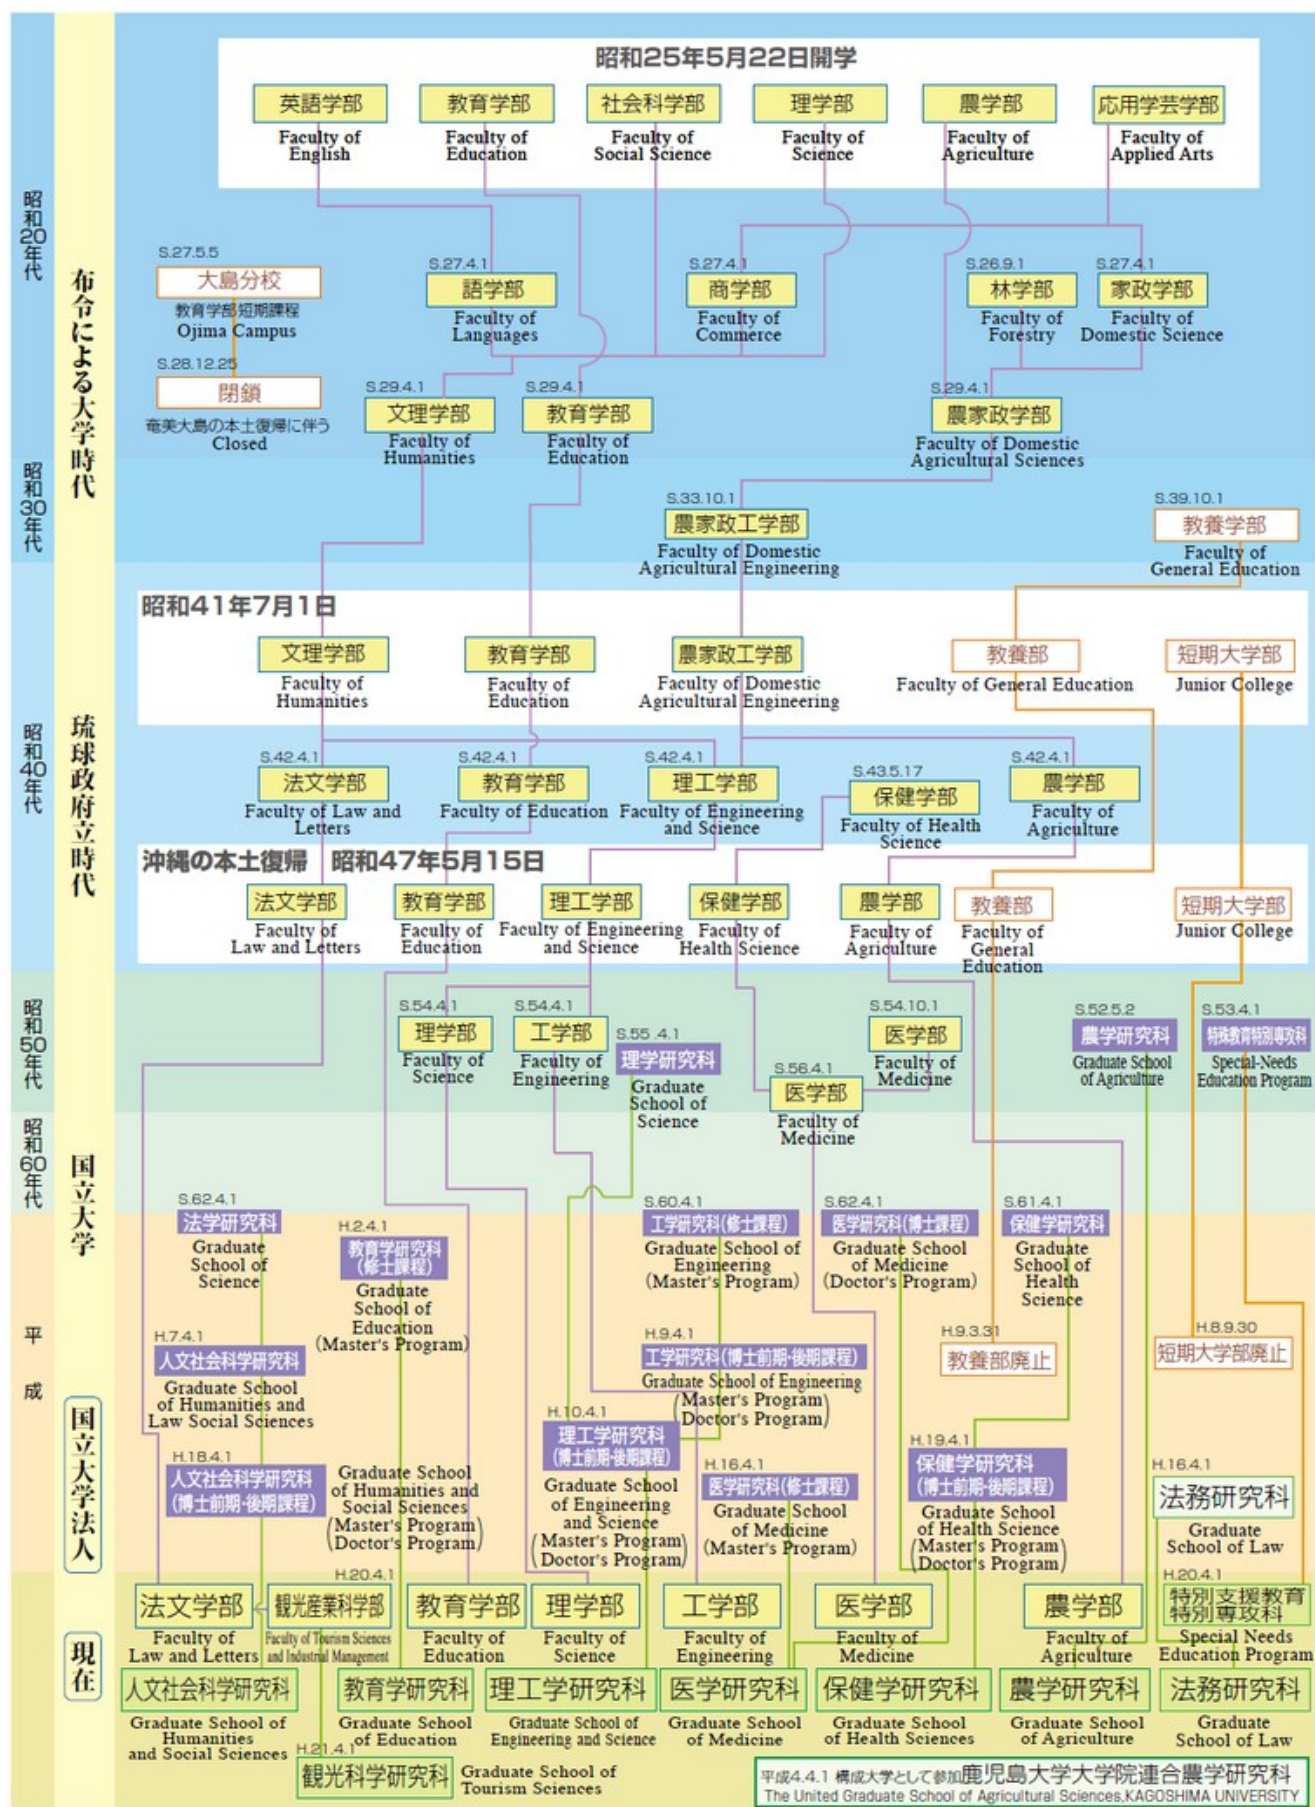 昭和25年5月22日開学
英語学部
Faculty of
English
教育学部
Faculty of
Education
社会科学部
Faculty of
Social Science
理学部
Faculty of
Science
農学部
Faculty of
Agriculture
応用学芸学部
Faculty of
Applied Arts
昭和20年代
布令による大学時代
S.27.5.5
大島分校
教育学部短期課程
Ojima Campus
S.28.12.25
閉鎖
奄美大島の本土復帰に伴う
Closed
S.27.4.1
語学部
Faculty of
Languages
S.27.4.1
商学部
Faculty of
Commerce
S.26.9.1
林学部
Faculty of
Forestry
S.27.4.1
家政学部
Faculty of
Domestic Science
S.29.4.1
文理学部
Faculty of
Humanities
S.29.4.1
教育学部
Faculty of
Education
S.29.4.1
農家政学部
Faculty of Domestic
Agricultural Sciences
昭和30年代
S.33.10.1
農家政工学部
Faculty of Domestic
Agricultural Engineering
S.39.10.1
教養学部
Faculty of
General Education
昭和41年7月1日
文理学部
Faculty of
Humanities
教育学部
Faculty of
Education
農家政工学部
Faculty of Domestic
Agricultural Engineering
教養部
Faculty of General Education
短期大学部
Junior College
昭和40年代
琉球政府立時代
S.42.4.1
法文学部
Faculty of Law and
Letters
S.42.4.1
教育学部
Faculty of Education
S.42.4.1
理工学部
Faculty of Engineering
and Science
S.43.5.17
保健学部
Faculty of Health
Science
S.42.4.1
農学部
Faculty of
Agriculture
沖縄の本土復帰 昭和47年5月15日
法文学部
Faculty of
Law and Letters
教育学部
Faculty of
Education
理工学部
Faculty of Engineering
and Science
保健学部
Faculty of
Health Science
農学部
Faculty of
Agriculture
教養部
Faculty of
General
Education
短期大学部
Junior College
昭和50年代
S.54.4.1
理学部
Faculty of
Science
S.54.4.1
工学部
Faculty of
Engineering
S.55.4.1
理学研究科
Graduate
School of
Science
S.54.10.1
医学部
Faculty of
Medicine
S.56.4.1
医学部
Faculty of
Medicine
S.52.5.2
農学研究科
Graduate School
of Agriculture
S.53.4.1
特殊教育特別専攻科
Special-Needs
Education Program
昭和60年代
国立大学
S.62.4.1
法学研究科
Graduate
School of
Science
H.2.4.1
教育学研究科
(修士課程)
Graduate
School of
Education
(Master's Program)
S.60.4.1
工学研究科(修士課程)
Graduate School of
Engineering
(Master's Program)
S.62.4.1
医学研究科(博士課程)
Graduate School
of Medicine
(Doctor's Program)
S.61.4.1
保健学研究科
Graduate
School of
Health
Science
平成
H.7.4.1
人文社会科学研究科
Graduate School
of Humanities and
Law Social Sciences
H.9.4.1
工学研究科(博士前期・後期課程)
Graduate School of Engineering
(Master's Program)
(Doctor's Program)
H.9.3.31
教養部廃止
H.8.9.30
短期大学部廃止
国立大学法人
H.18.4.1
人文社会科学研究科
(博士前期・後期課程)
Graduate School
of Humanities and
Social Sciences
(Master's Program)
(Doctor's Program)
H.10.4.1
理工学研究科
(博士前期・後期課程)
Graduate School
of Engineering
and Science
(Master's Program)
(Doctor's Program)
H.16.4.1
医学研究科(修士課程)
Graduate School
of Medicine
(Master's Program)
H.19.4.1
保健学研究科
(博士前期・後期課程)
Graduate School
of Health Science
(Master's Program)
(Doctor's Program)
H.16.4.1
法務研究科
Graduate
School of Law
現在
法文学部
Faculty of
Law and Letters
H.20.4.1
観光産業科学部
Faculty of Tourism Sciences
and Industrial Management
教育学部
Faculty of
Education
理学部
Faculty of
Science
工学部
Faculty of
Engineering
医学部
Faculty of
Medicine
農学部
Faculty of
Agriculture
H.20.4.1
特別支援教育
特別専攻科
Special Needs
Education Program
人文社会科学研究科
Graduate School of
Humanities
and Social Sciences
教育学研究科
Graduate School
of Education
理工学研究科
Graduate School of
Engineering and Science
医学研究科
Graduate School
of Medicine
保健学研究科
Graduate School
of Health Sciences
農学研究科
Graduate School
of Agriculture
法務研究科
Graduate
School of Law
H.21.4.1
観光科学研究科
Graduate School of
Tourism Sciences
平成4.4.1 構成大学として参加 鹿児島大学大学院連合農学研究科
The United Graduate School of Agricultural Sciences,KAGOSHIMA UNIVERSITY